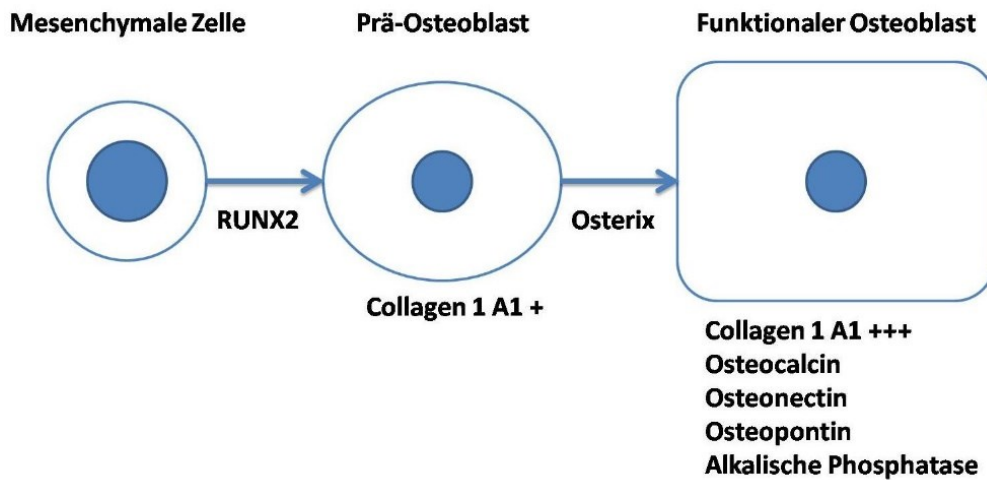 Mesenchymale Zelle
Prä-Osteoblast
Funktionaler Osteoblast
RUNX2
Osterix
Collagen 1 A1 +
Collagen 1 A1 +++
Osteocalcin
Osteonectin
Osteopontin
Alkalische Phosphatase